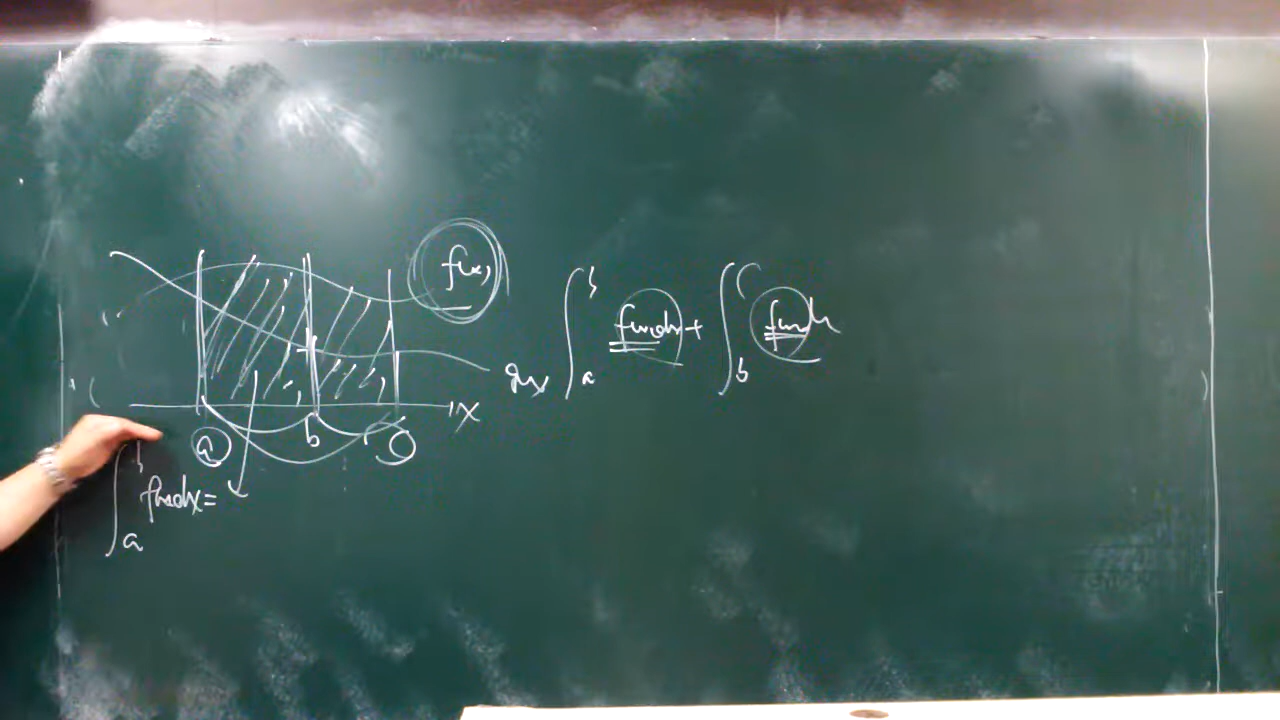 f(x)
∫_a^b f(x)dx + ∫_b^c f(x)dx
x
a b c
∫_a^b f(x)dx =